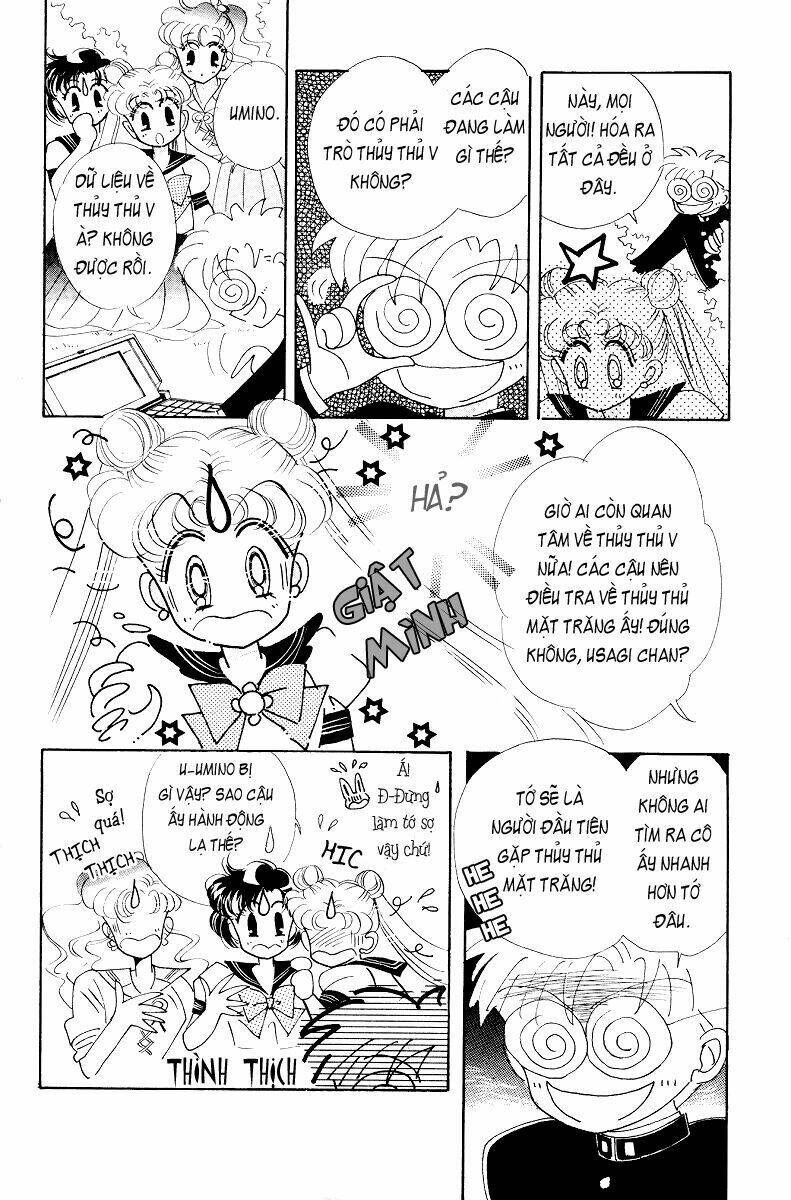 NÀY, MỌI
NGƯỜI! HÓA RA
TẤT CẢ ĐỀU Ở
ĐÂY.
CÁC CẬU
ĐANG LÀM
GÌ THẾ?
ĐÓ CÓ PHẢI
TRÒ THỦY THỦ V
KHÔNG?
UMINO.
DỮ LIỆU VỀ
THỦY THỦ V
À? KHÔNG
ĐƯỢC RỒI.
GIỜ AI CÒN QUAN
TÂM VỀ THỦY THỦ V
NỮA! CÁC CẬU NÊN
ĐIỀU TRA VỀ THỦY THỦ
MẶT TRĂNG ẤY! ĐÚNG
KHÔNG, USAGI CHAN?
HẢ?
GIẬT
MÌNH
NHƯNG
KHÔNG AI
TÌM RA CÔ
ẤY NHANH
HƠN TỚ
ĐÂU.
TỚ SẼ LÀ
NGƯỜI ĐẦU TIÊN
GẶP THỦY THỦ
MẶT TRĂNG!
HE
HE
HE
Á!
Đ-Đừng
làm tớ sợ
vậy chứ!
HIC
U-UMINO BỊ
GÌ VẬY? SAO CẬU
ẤY HÀNH ĐỘNG
LẠ THẾ?
Sợ
quá!
THỊCH
THỊCH
THÌNH THỊCH